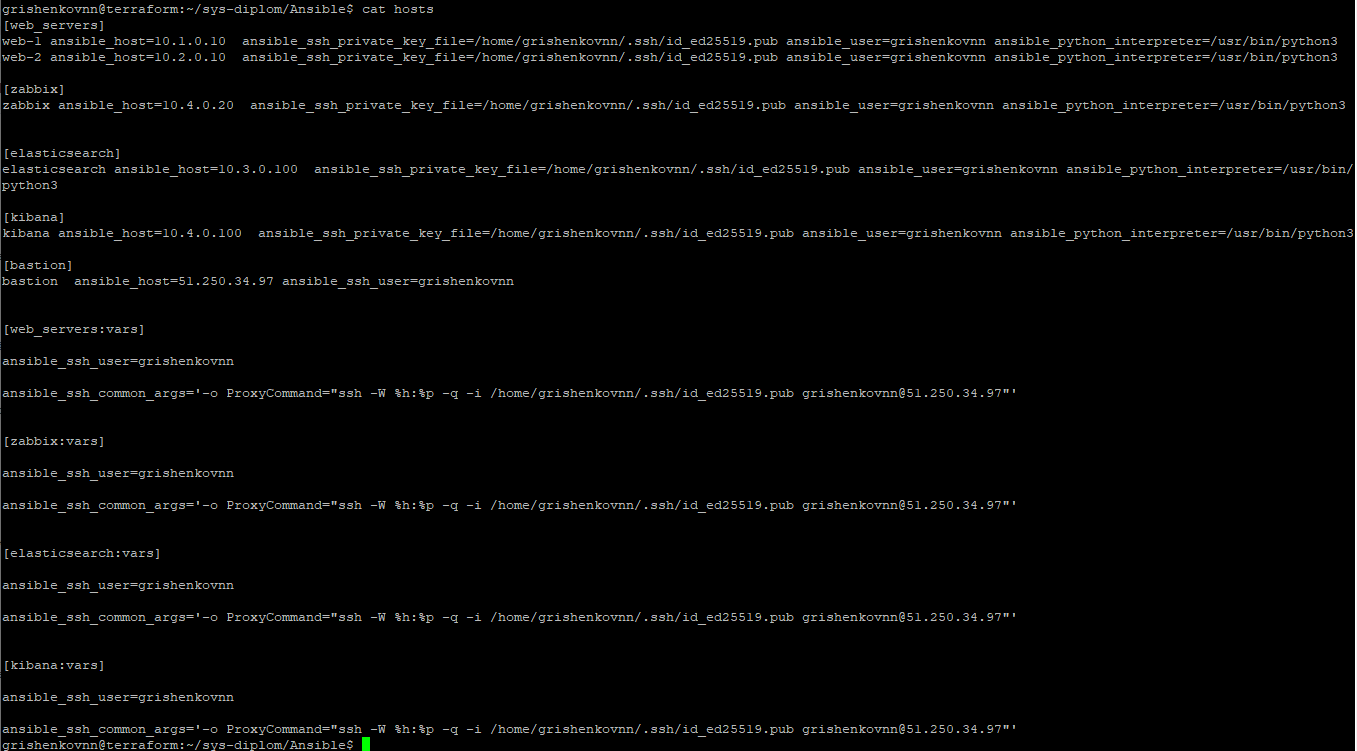 grishenkovnn@terraform:~/sys-diplom/Ansible$ cat hosts
[web_servers]
web-1 ansible_host=10.1.0.10  ansible_ssh_private_key_file=/home/grishenkovnn/.ssh/id_ed25519.pub ansible_user=grishenkovnn ansible_python_interpreter=/usr/bin/python3
web-2 ansible_host=10.2.0.10  ansible_ssh_private_key_file=/home/grishenkovnn/.ssh/id_ed25519.pub ansible_user=grishenkovnn ansible_python_interpreter=/usr/bin/python3
[zabbix]
zabbix ansible_host=10.4.0.20  ansible_ssh_private_key_file=/home/grishenkovnn/.ssh/id_ed25519.pub ansible_user=grishenkovnn ansible_python_interpreter=/usr/bin/python3
[elasticsearch]
elasticsearch ansible_host=10.3.0.100  ansible_ssh_private_key_file=/home/grishenkovnn/.ssh/id_ed25519.pub ansible_user=grishenkovnn ansible_python_interpreter=/usr/bin/
python3
[kibana]
kibana ansible_host=10.4.0.100  ansible_ssh_private_key_file=/home/grishenkovnn/.ssh/id_ed25519.pub ansible_user=grishenkovnn ansible_python_interpreter=/usr/bin/python3
[bastion]
bastion  ansible_host=51.250.34.97 ansible_ssh_user=grishenkovnn
[web_servers:vars]
ansible_ssh_user=grishenkovnn
ansible_ssh_common_args='-o ProxyCommand="ssh -W %h:%p -q -i /home/grishenkovnn/.ssh/id_ed25519.pub grishenkovnn@51.250.34.97"'
[zabbix:vars]
ansible_ssh_user=grishenkovnn
ansible_ssh_common_args='-o ProxyCommand="ssh -W %h:%p -q -i /home/grishenkovnn/.ssh/id_ed25519.pub grishenkovnn@51.250.34.97"'
[elasticsearch:vars]
ansible_ssh_user=grishenkovnn
ansible_ssh_common_args='-o ProxyCommand="ssh -W %h:%p -q -i /home/grishenkovnn/.ssh/id_ed25519.pub grishenkovnn@51.250.34.97"'
[kibana:vars]
ansible_ssh_user=grishenkovnn
ansible_ssh_common_args='-o ProxyCommand="ssh -W %h:%p -q -i /home/grishenkovnn/.ssh/id_ed25519.pub grishenkovnn@51.250.34.97"'
grishenkovnn@terraform:~/sys-diplom/Ansible$